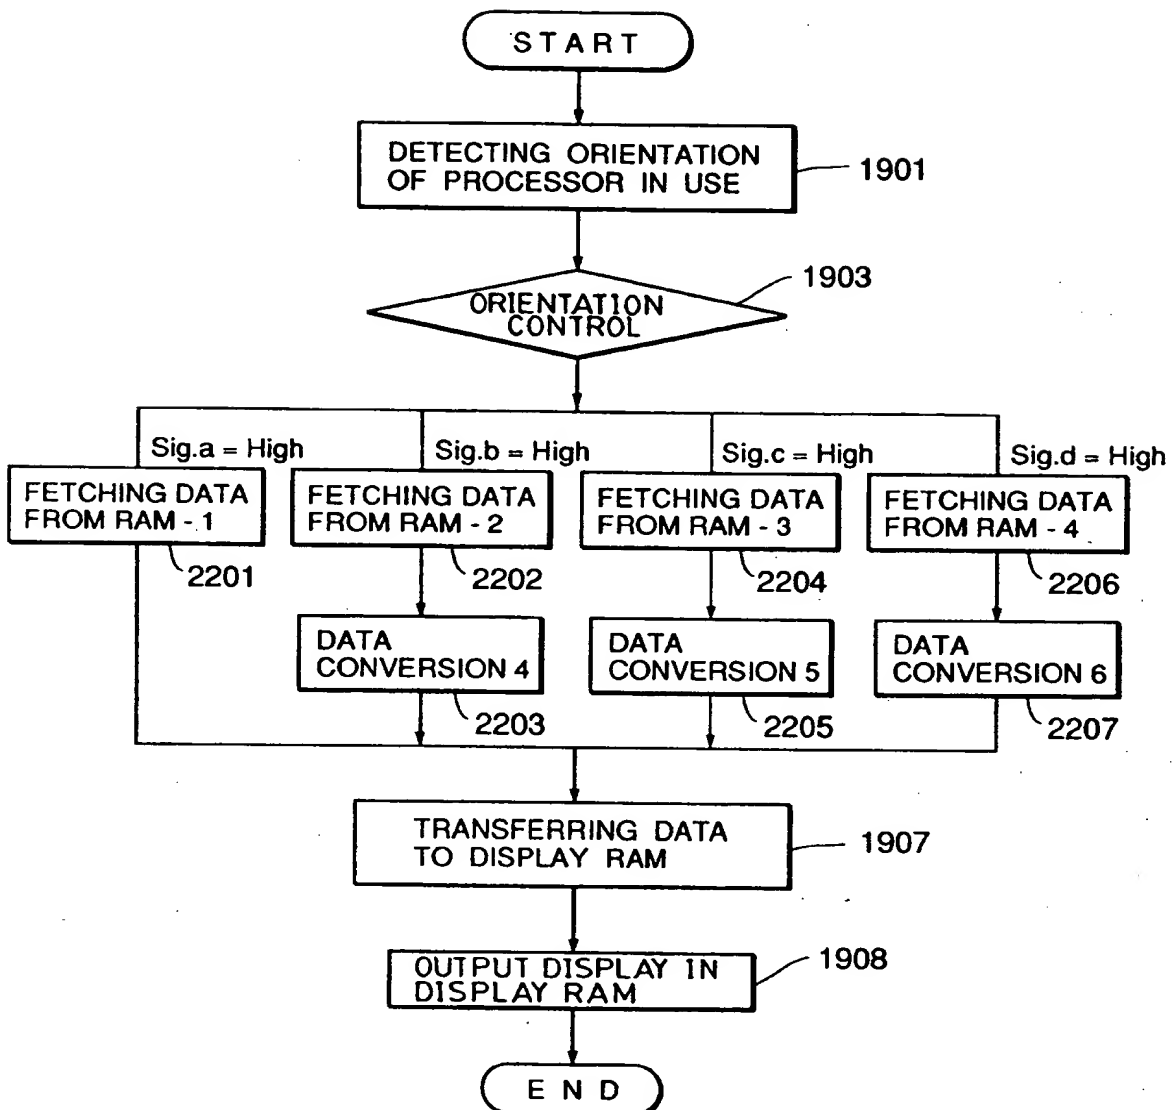 START
DETECTING ORIENTATION
OF PROCESSOR IN USE
1901
1903
ORIENTATION
CONTROL
Sig.a = High
Sig.b = High
Sig.c = High
Sig.d = High
FETCHING DATA
FROM RAM - 1
2201
FETCHING DATA
FROM RAM - 2
2202
FETCHING DATA
FROM RAM - 3
2204
FETCHING DATA
FROM RAM - 4
2206
DATA
CONVERSION 4
2203
DATA
CONVERSION 5
2205
DATA
CONVERSION 6
2207
TRANSFERRING DATA
TO DISPLAY RAM
1907
OUTPUT DISPLAY IN
DISPLAY RAM
1908
END